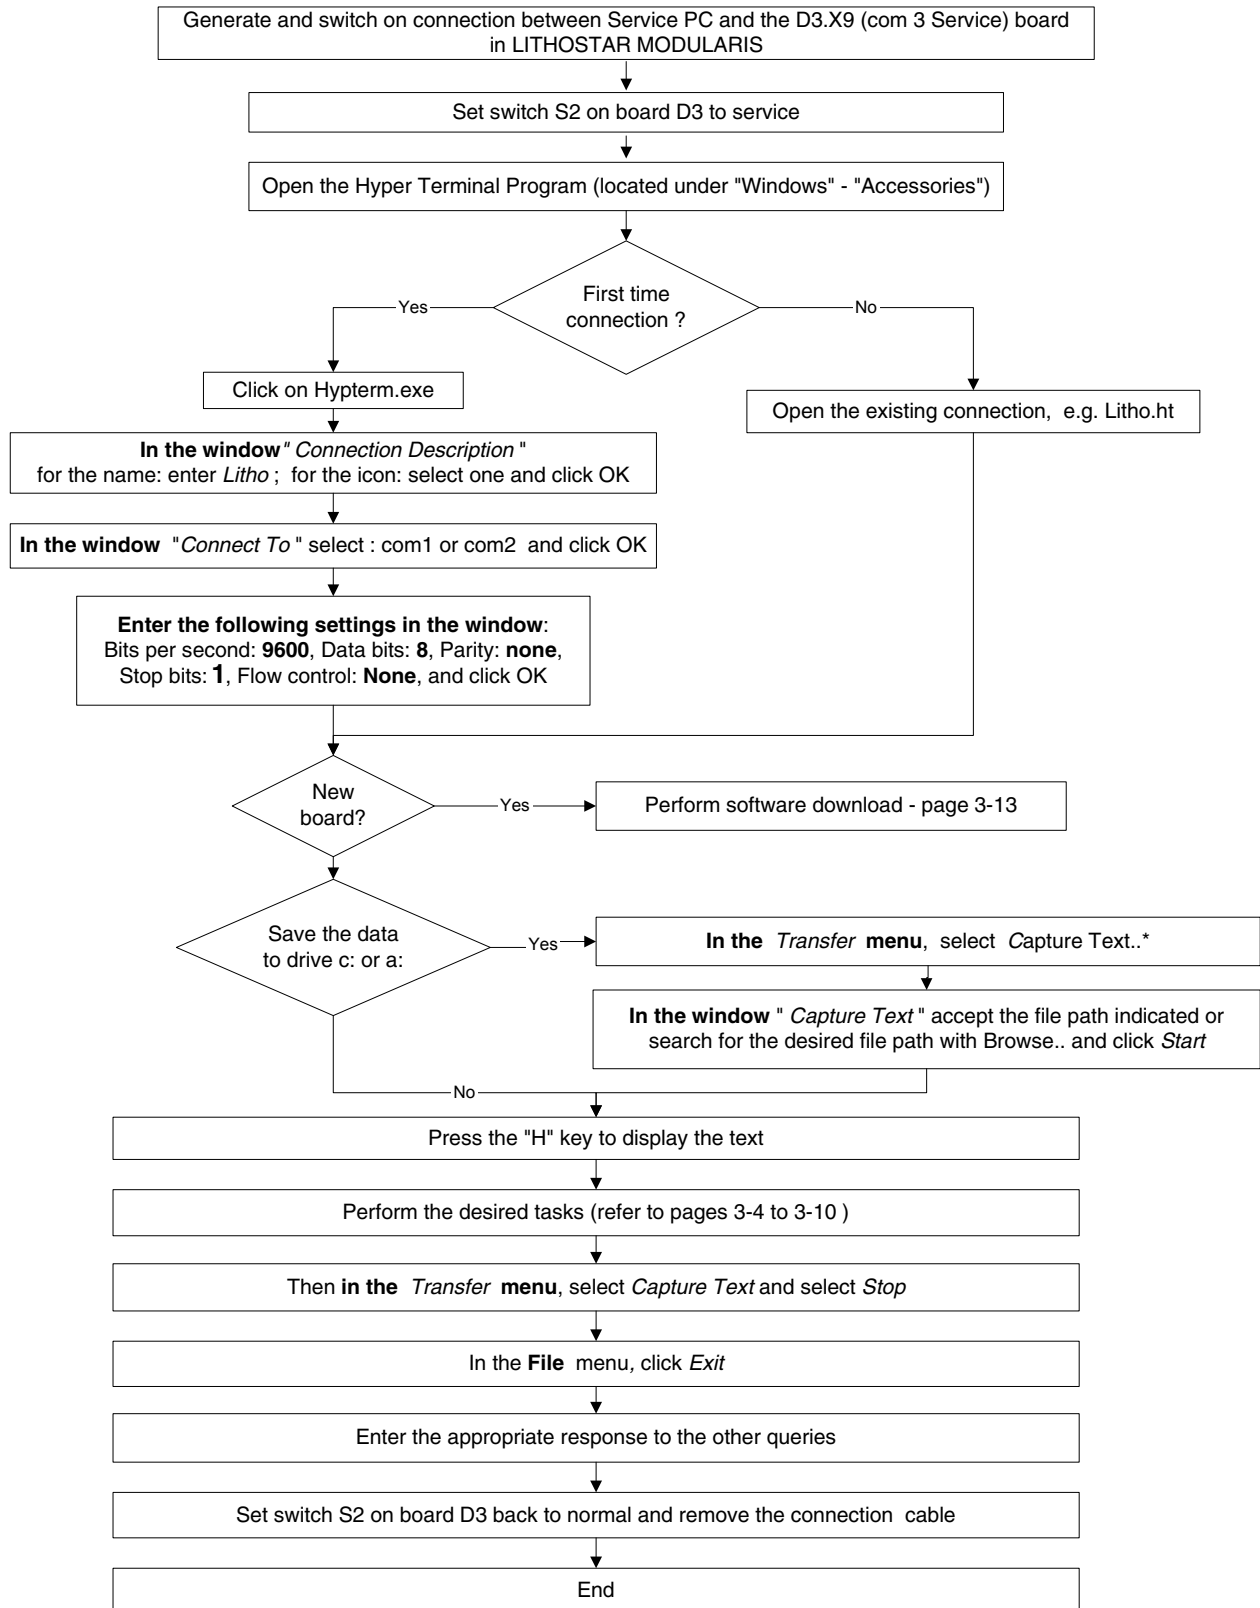 Generate and switch on connection between Service PC and the D3.X9 (com 3 Service) board
in LITHOSTAR MODULARIS
Set switch S2 on board D3 to service
Open the Hyper Terminal Program (located under "Windows" - "Accessories")
First time
connection ?
Yes
No
Click on Hypterm.exe
Open the existing connection, e.g. Litho.ht
In the window " Connection Description "
for the name: enter Litho ; for the icon: select one and click OK
In the window "Connect To " select : com1 or com2 and click OK
Enter the following settings in the window:
Bits per second: 9600, Data bits: 8, Parity: none,
Stop bits: 1, Flow control: None, and click OK
New
board?
Yes
Perform software download - page 3-13
Save the data
to drive c: or a:
Yes
In the Transfer menu, select Capture Text..*
In the window " Capture Text " accept the file path indicated or
search for the desired file path with Browse.. and click Start
No
Press the "H" key to display the text
Perform the desired tasks (refer to pages 3-4 to 3-10 )
Then in the Transfer menu, select Capture Text and select Stop
In the File menu, click Exit
Enter the appropriate response to the other queries
Set switch S2 on board D3 back to normal and remove the connection cable
End